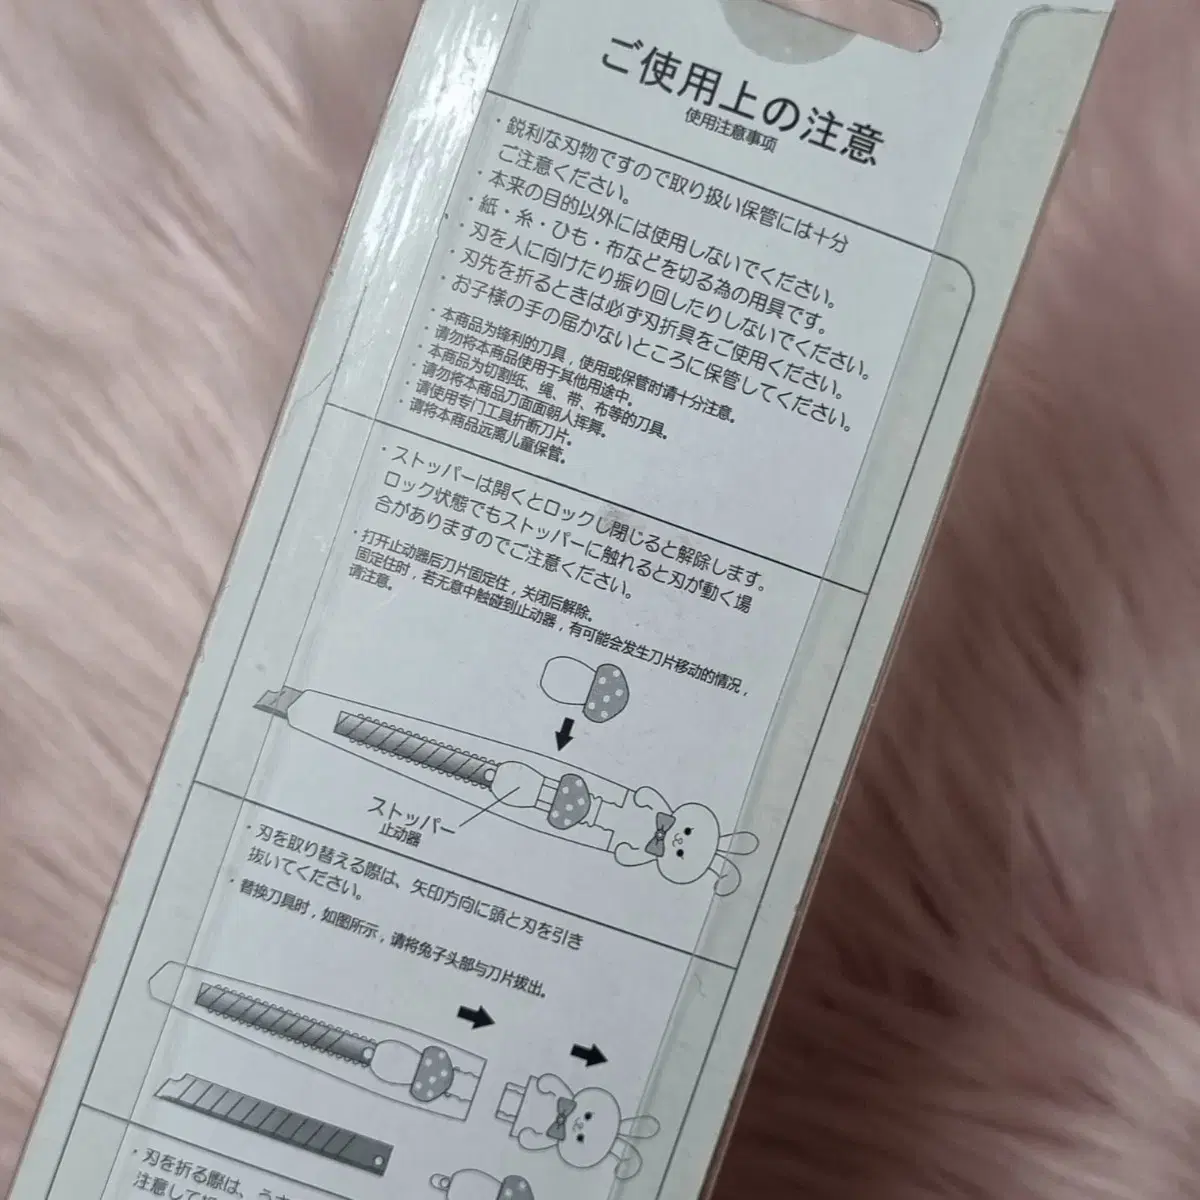 ご使用上の注意
使用注意事项
・鋭利な刃物ですので取り扱い保管には十分
ご注意ください。
・本来の目的以外には使用しないでください。
・紙・糸・ひも・布などを切る為の用具です。
・刃を人に向けたり振り回したりしないでください。
・刃先を折るときは必ず刃折具をご使用ください。
・お子様の手の届かないところに保管してください。
・本商品为锋利的刀具，使用或保管时请十分注意。
・请勿将本商品使用于其他用途中。
・本商品为切割纸、绳、带、布等的刀具。
・请勿将本商品刀面面朝人挥舞。
・请使用专门工具折断刀片。
・请将本商品远离儿童保管。
・ストッパーは開くとロックし閉じると解除します。
ロック状態でもストッパーに触れると刃が動く場
合がありますのでご注意ください。
・打开止动器后刀片固定住，关闭后解除。
固定住时，若无意中触碰到止动器，有可能会发生刀片移动的情况，
请注意。
ストッパー
止动器
・刃を取り替える際は、矢印方向に頭と刃を引き
抜いてください。
・替换刀具时，如图所示，请将兔子头部与刀片拔出。
・刃を折る際は、
注意して